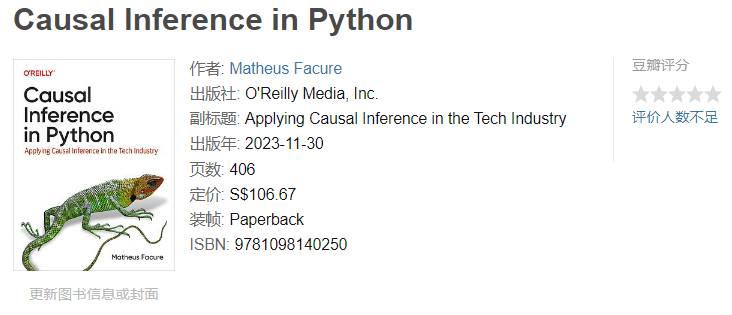 Causal Inference in Python
O'REILLY®
Causal
Inference
in Python
Applying Causal Inference in the Tech Industry
Matheus Facure
更新图书信息或封面
作者: Matheus Facure
出版社: O'Reilly Media, Inc.
副标题: Applying Causal Inference in the Tech Industry
出版年: 2023-11-30
页数: 406
定价: S$106.67
装帧: Paperback
ISBN: 9781098140250
豆瓣评分
评价人数不足